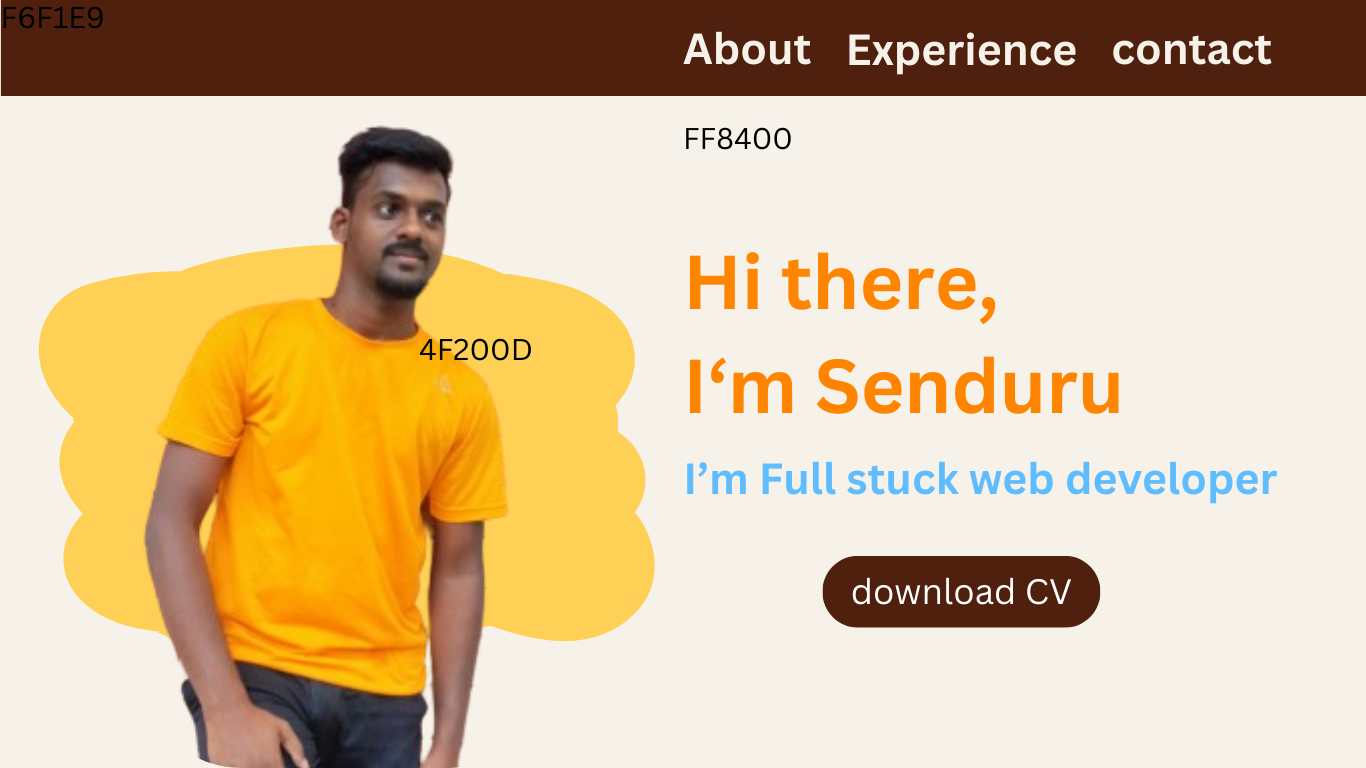 F6F1E9
About Experience contact
FF8400
Hi there,
I‘m Senduru
4F200D
I’m Full stuck web developer
download CV